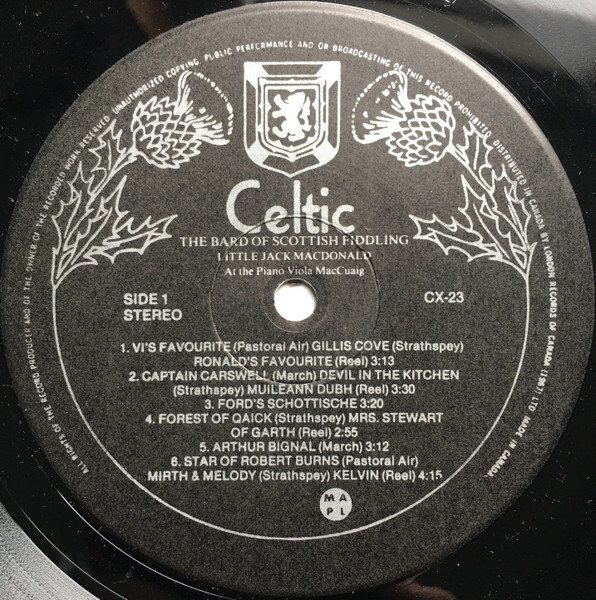 ALL RIGHTS OF THE RECORD PRODUCER AND OF THE OWNER OF THE RECORDED WORK RESERVED. UNAUTHORIZED COPYING PUBLIC PERFORMANCE AND OR BROADCASTING OF THIS RECORD PROHIBITED. DISTRIBUTED IN CANADA BY LONDON RECORDS OF CANADA (1967) LTD MADE IN CANADA.
Celtic
THE BARD OF SCOTTISH FIDDLING
LITTLE JACK MACDONALD
At the Piano Viola MacCuaig
SIDE 1
STEREO
CX-23
1. VI'S FAVOURITE (Pastoral Air) GILLIS COVE (Strathspey)
RONALD'S FAVOURITE (Reel) 3:13
2. CAPTAIN CARSWELL (March) DEVIL IN THE KITCHEN
(Strathspey) MUILEANN DUBH (Reel) 3:30
3. FORD'S SCHOTTISCHE 3:20
4. FOREST OF QAICK (Strathspey) MRS. STEWART
OF GARTH (Reel) 2:55
5. ARTHUR BIGNAL (March) 3:12
6. STAR OF ROBERT BURNS (Pastoral Air)
MIRTH & MELODY (Strathspey) KELVIN (Reel) 4:15
M A
P L